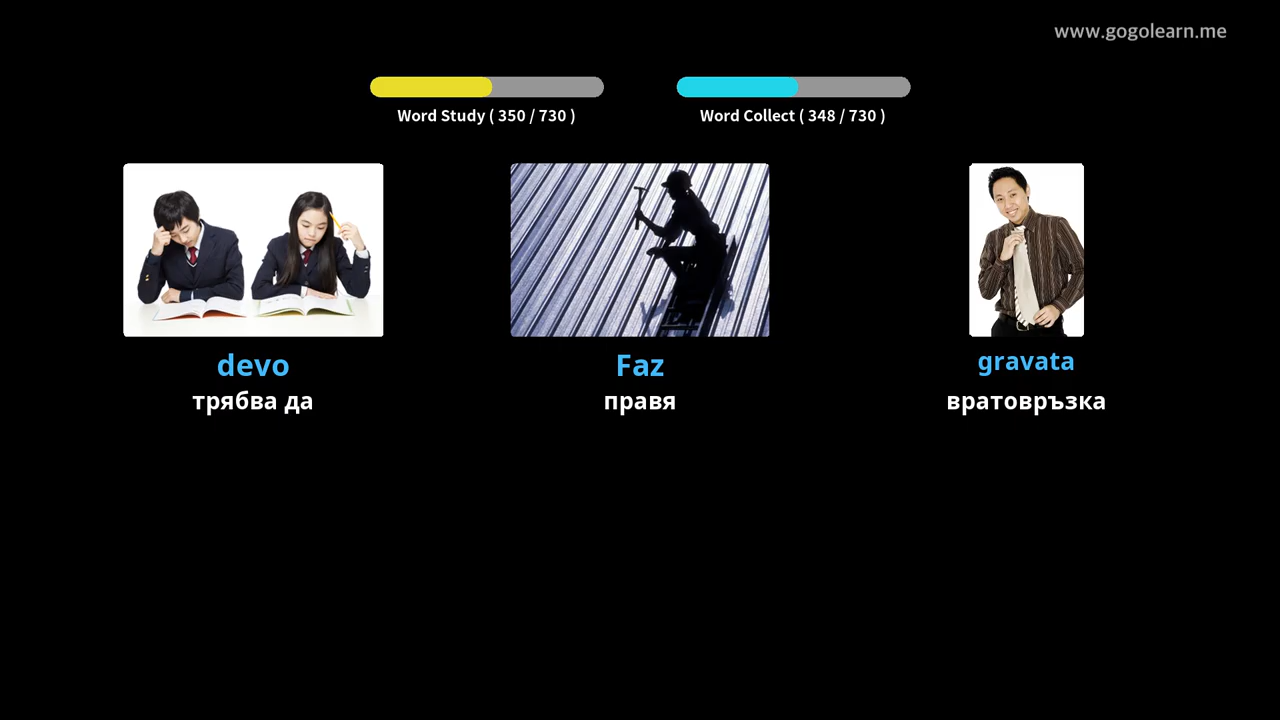 www.gogolearn.me
Word Study ( 350 / 730 )
Word Collect ( 348 / 730 )
devo
трябва да
Faz
правя
gravata
вратовръзка